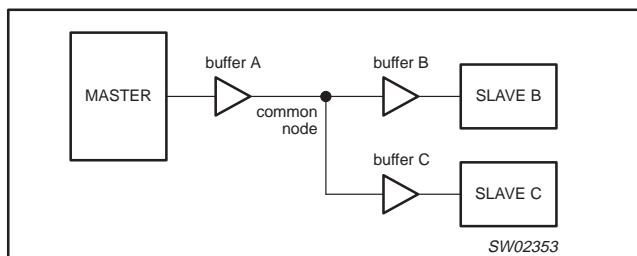 MASTER
buffer A
common
node
buffer B
SLAVE B
buffer C
SLAVE C
SW02353